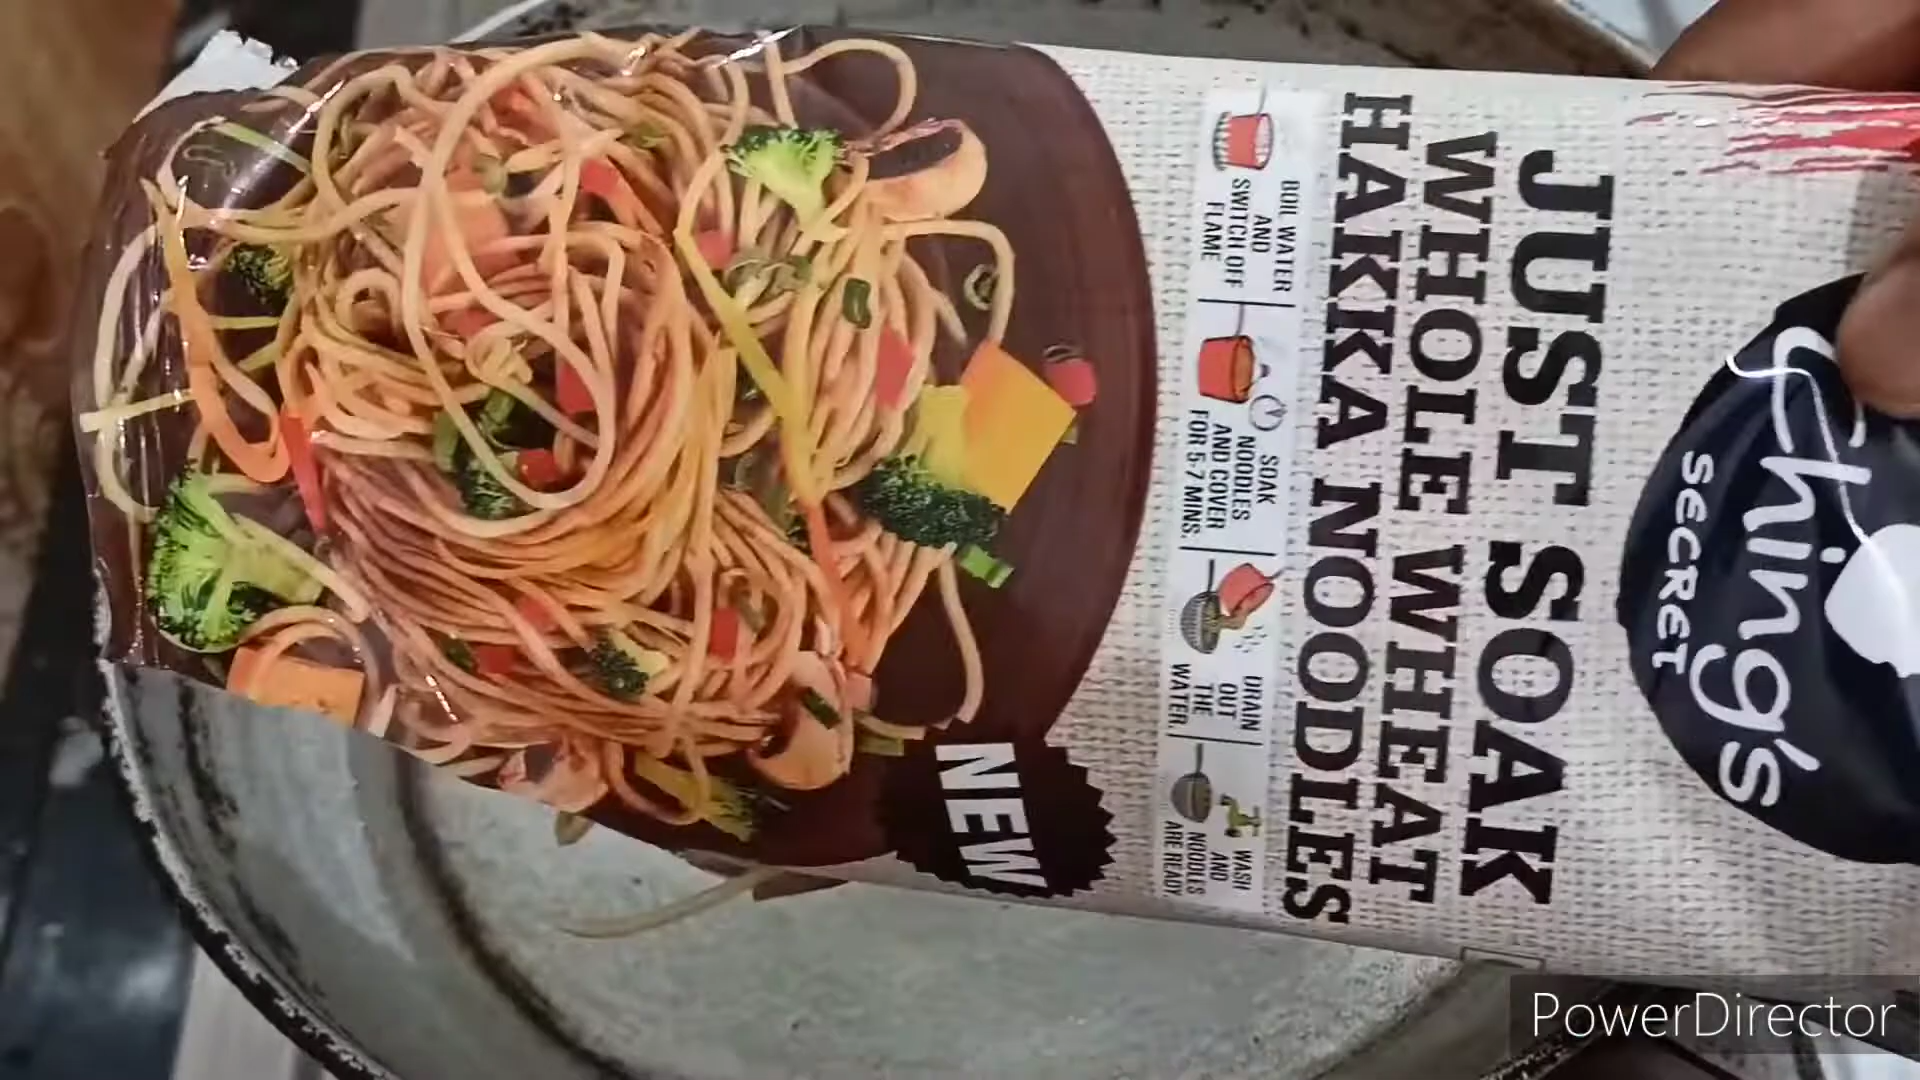 Ching's
SECRET
JUST SOAK
WHOLE WHEAT
HAKKA NOODLES
BOIL WATER
AND
SWITCH OFF
FLAME
SOAK
NOODLES
AND COVER
FOR 5-7 MINS.
DRAIN
OUT
THE
WATER.
WASH
AND
NOODLES
ARE READY.
NEW
PowerDirector